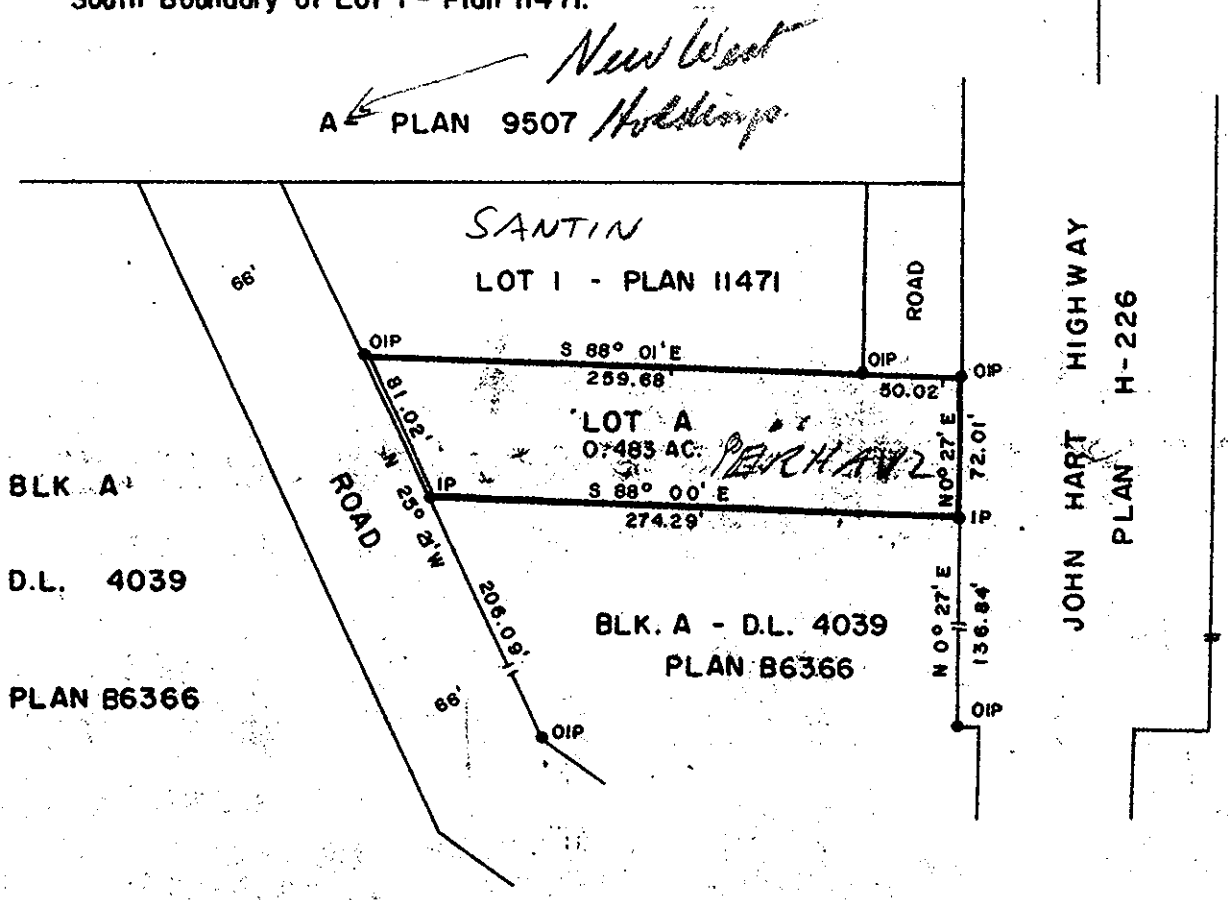 South Boundary of Lot 1 - Plan 11471.
New West
Holdings
A PLAN 9507
SANTIN
66'
LOT 1 - PLAN 11471
ROAD
JOHN HART HIGHWAY
PLAN H-226
OIP
S 88° 01' E
OIP
OIP
259.68'
50.02'
81.02'
LOT A
0.483 AC.
N 0° 27' E
72.01'
BLK A
ROAD
IP
N 25° 21' W
S 88° 00' E
274.29'
IP
D.L. 4039
206.09'
BLK. A - D.L. 4039
PLAN B6366
N 0° 27' E
136.84'
PLAN B6366
66'
OIP
OIP